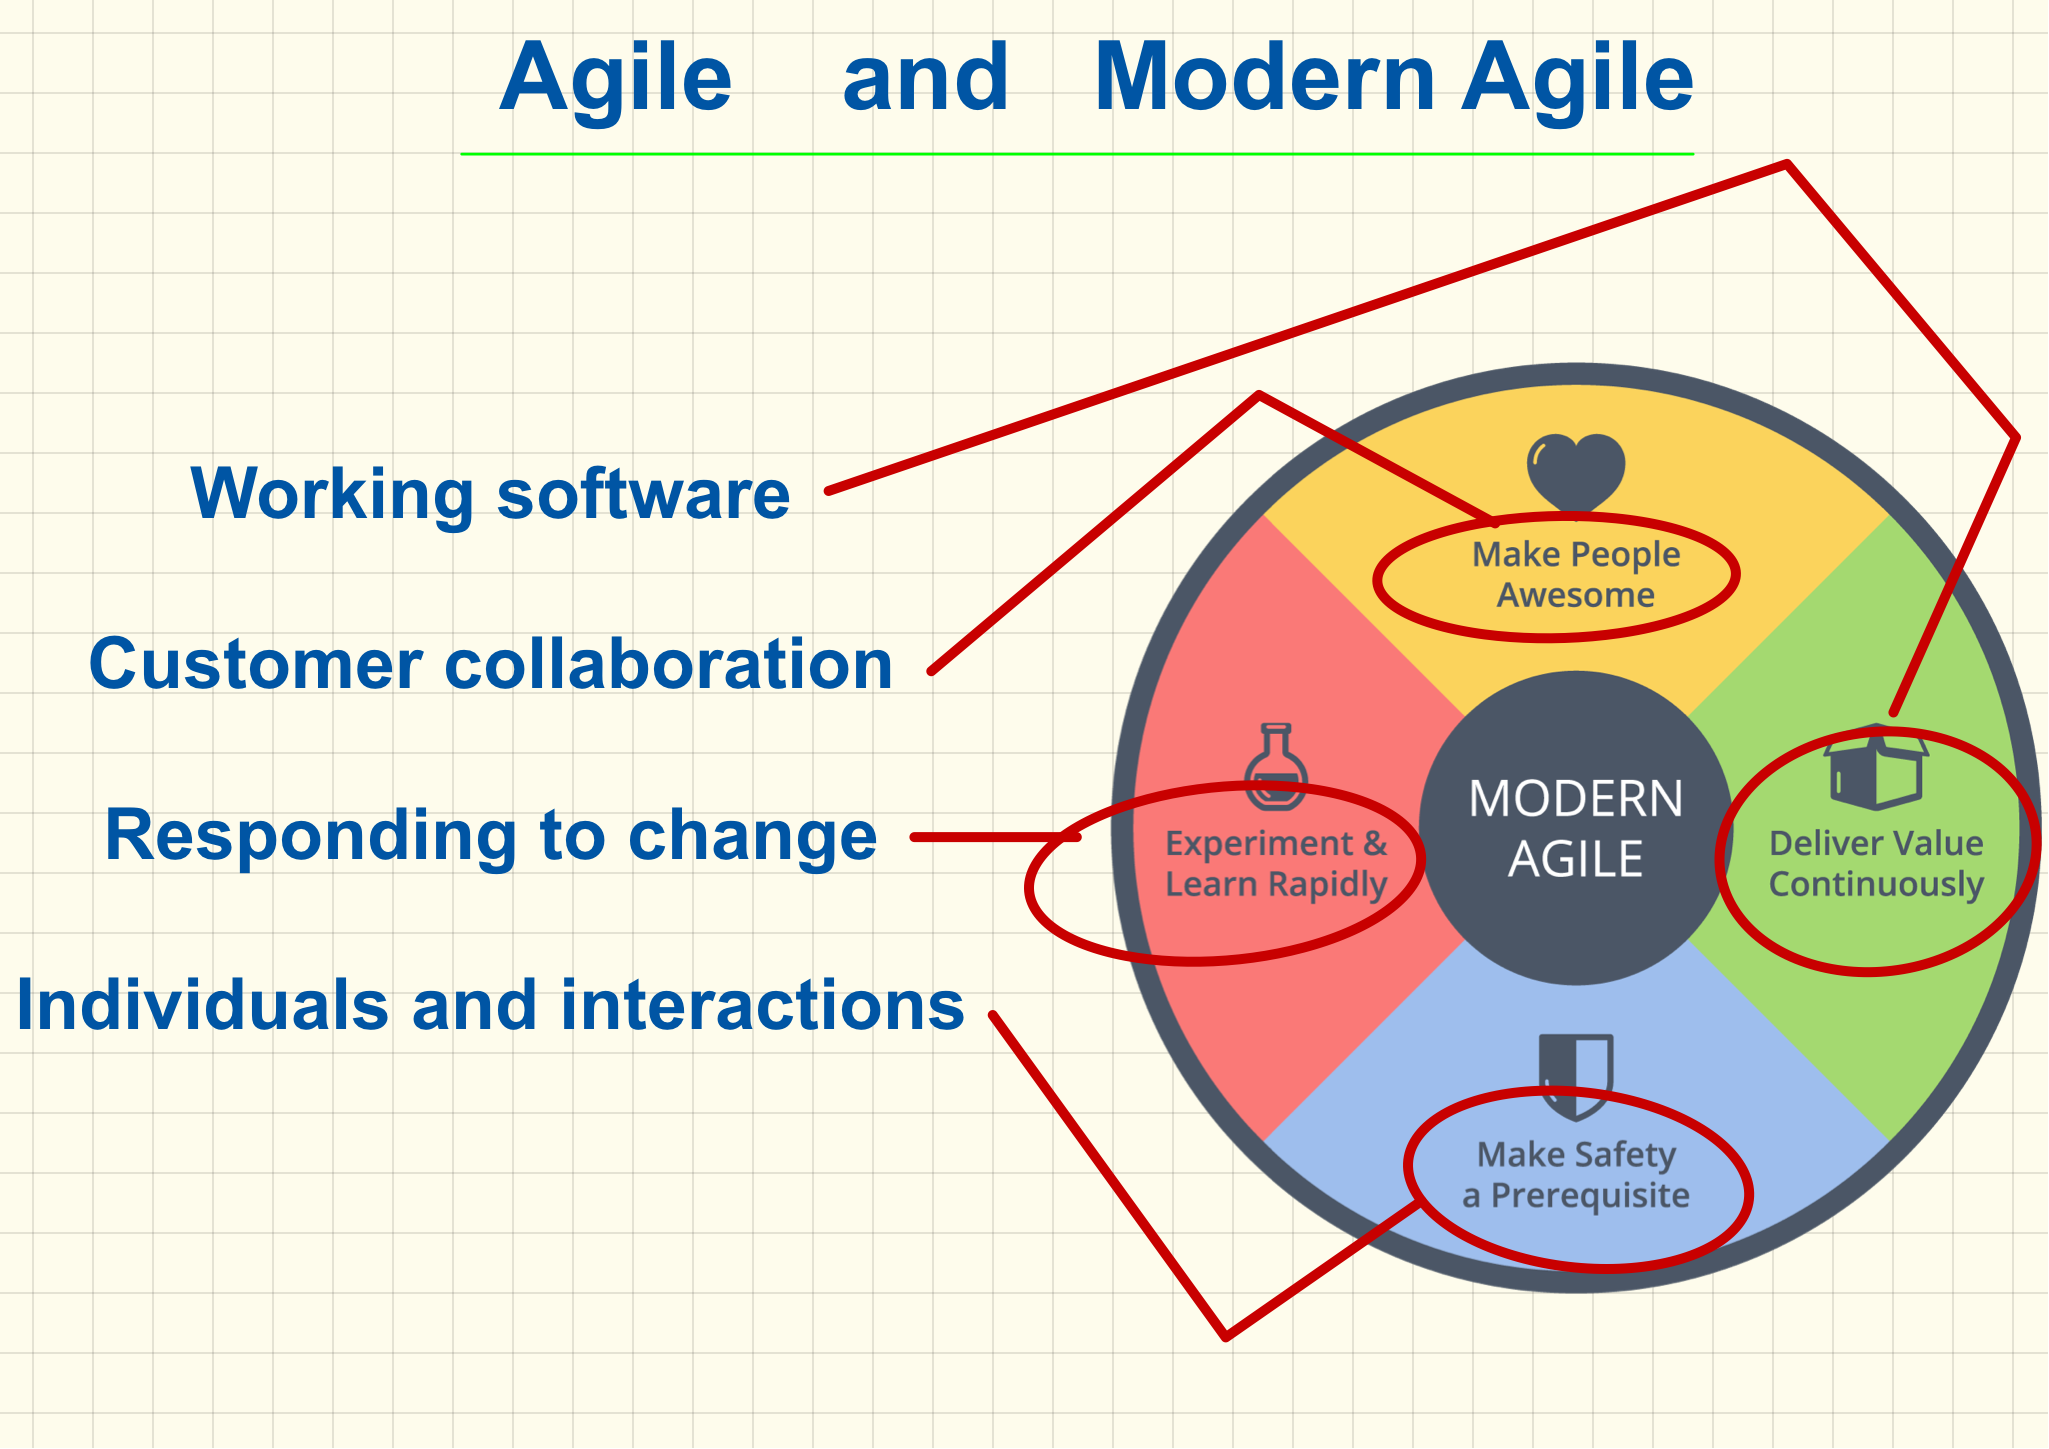 Agile and Modern Agile
Working software
Customer collaboration
Responding to change
Individuals and interactions
Make People
Awesome
Experiment &
Learn Rapidly
MODERN
AGILE
Deliver Value
Continuously
Make Safety
a Prerequisite